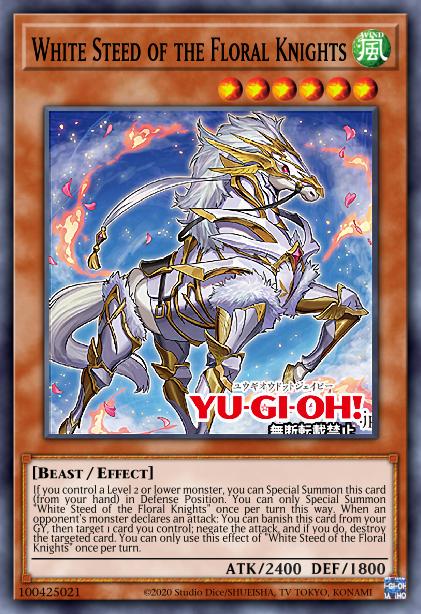 White Steed of the Floral Knights
WIND
風
ユウギオウドットジェイピー
YU-GI-OH!
無断転載禁止
[Beast / Effect]
If you control a Level 2 or lower monster, you can Special Summon this card
(from your hand) in Defense Position. You can only Special Summon
"White Steed of the Floral Knights" once per turn this way. When an
opponent's monster declares an attack: You can banish this card from your
GY, then target 1 card you control; negate the attack, and if you do, destroy
the targeted card. You can only use this effect of "White Steed of the Floral
Knights" once per turn.
ATK/2400 DEF/1800
100425021
©2020 Studio Dice/SHUEISHA, TV TOKYO, KONAMI